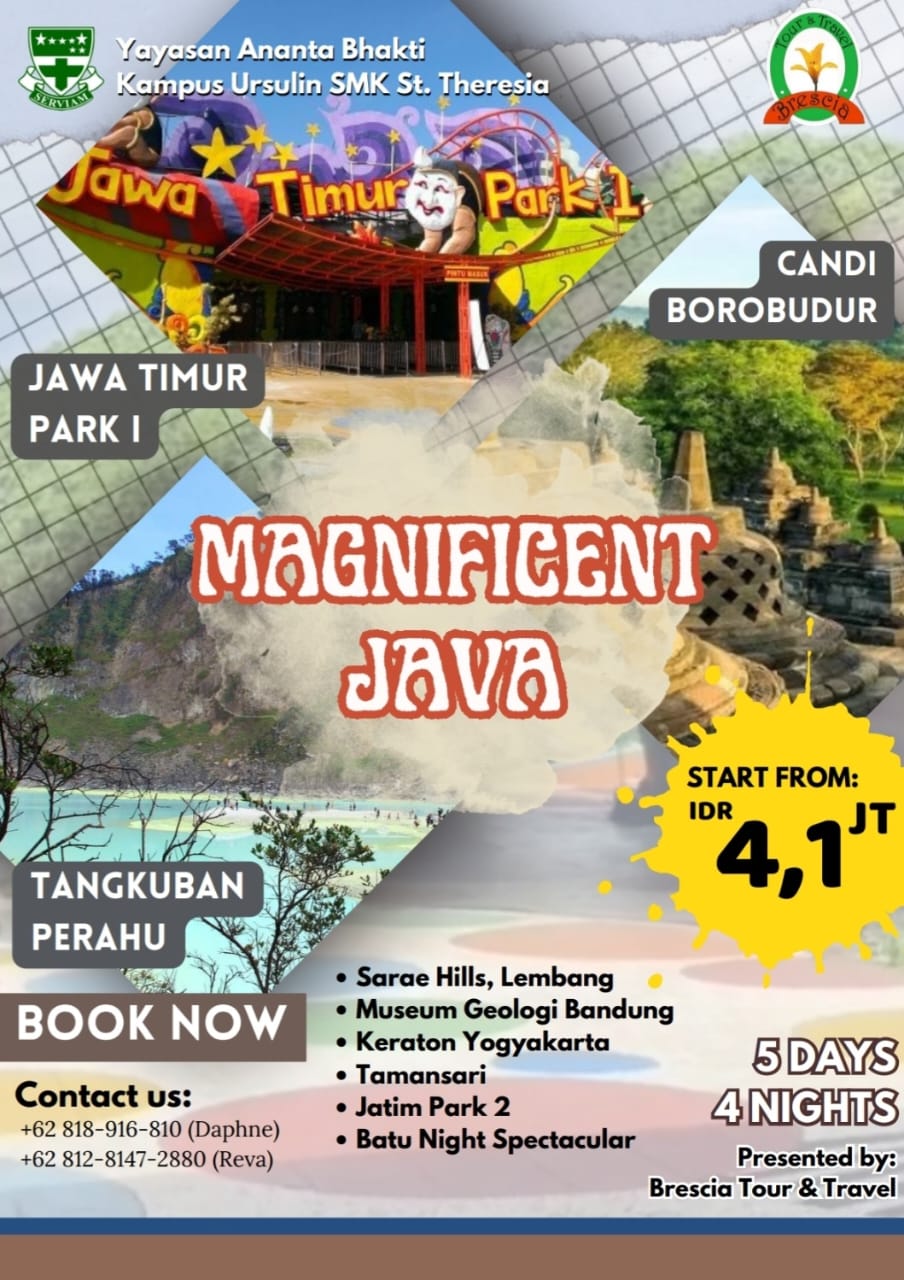 Yayasan Ananta Bhakti
Kampus Ursulin SMK St. Theresia
SERVIAM
Tour & Travel
Brescia
Jawa Timur Park 1
PINTU MASUK
CANDI
BOROBUDUR
JAWA TIMUR
PARK I
MAGNIFICENT
JAVA
START FROM:
IDR 4,1 JT
TANGKUBAN
PERAHU
BOOK NOW
Contact us:
+62 818-916-810 (Daphne)
+62 812-8147-2880 (Reva)
• Sarae Hills, Lembang
• Museum Geologi Bandung
• Keraton Yogyakarta
• Tamansari
• Jatim Park 2
• Batu Night Spectacular
5 DAYS
4 NIGHTS
Presented by:
Brescia Tour & Travel